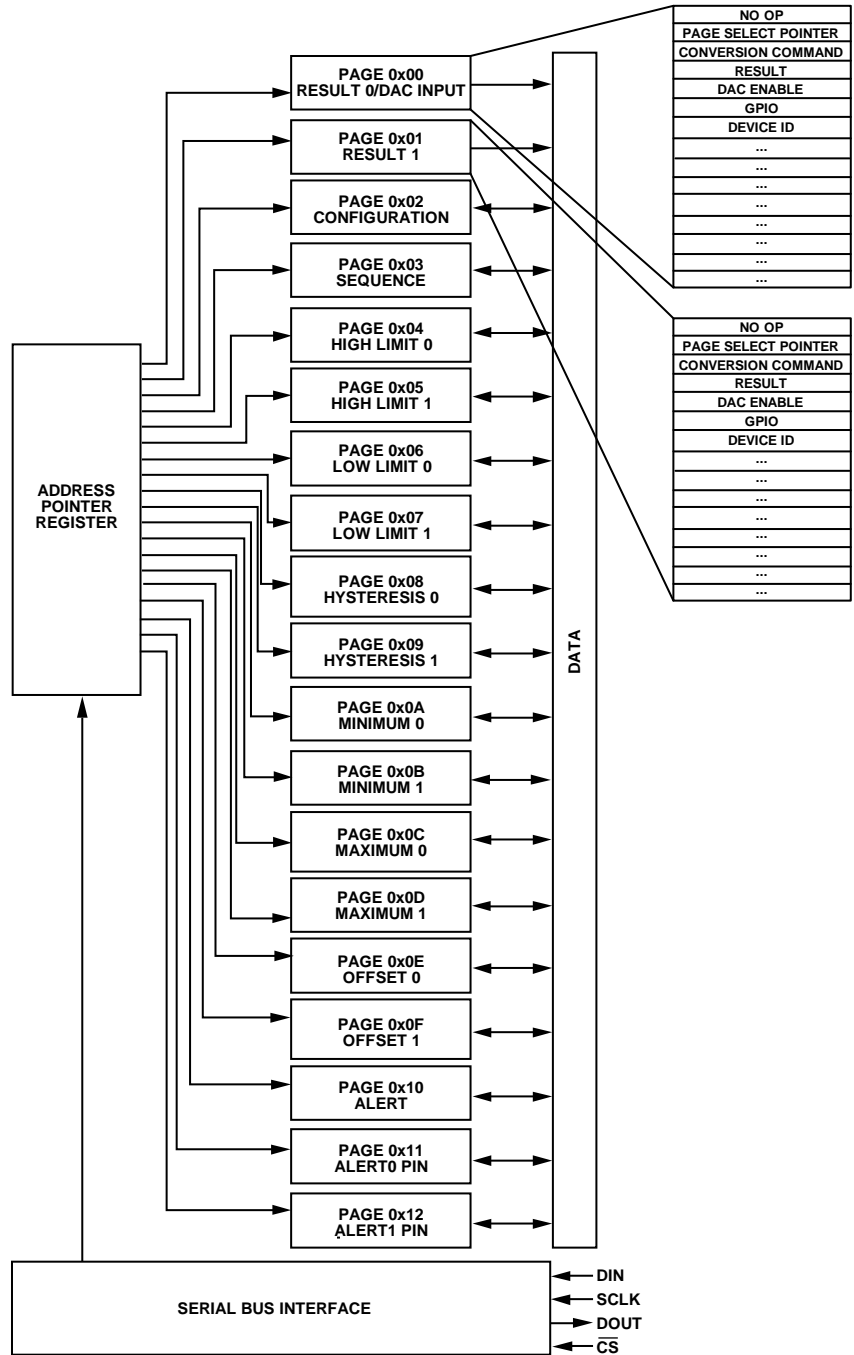 NO OP
PAGE SELECT POINTER
CONVERSION COMMAND
RESULT
DAC ENABLE
GPIO
DEVICE ID
...
...
...
...
...
...
...
...
NO OP
PAGE SELECT POINTER
CONVERSION COMMAND
RESULT
DAC ENABLE
GPIO
DEVICE ID
...
...
...
...
...
...
...
...
PAGE 0x00
RESULT 0/DAC INPUT
PAGE 0x01
RESULT 1
PAGE 0x02
CONFIGURATION
PAGE 0x03
SEQUENCE
PAGE 0x04
HIGH LIMIT 0
PAGE 0x05
HIGH LIMIT 1
PAGE 0x06
LOW LIMIT 0
PAGE 0x07
LOW LIMIT 1
PAGE 0x08
HYSTERESIS 0
PAGE 0x09
HYSTERESIS 1
PAGE 0x0A
MINIMUM 0
PAGE 0x0B
MINIMUM 1
PAGE 0x0C
MAXIMUM 0
PAGE 0x0D
MAXIMUM 1
PAGE 0x0E
OFFSET 0
PAGE 0x0F
OFFSET 1
PAGE 0x10
ALERT
PAGE 0x11
ALERT0 PIN
PAGE 0x12
ALERT1 PIN
ADDRESS
POINTER
REGISTER
DATA
SERIAL BUS INTERFACE
DIN
SCLK
DOUT
CS